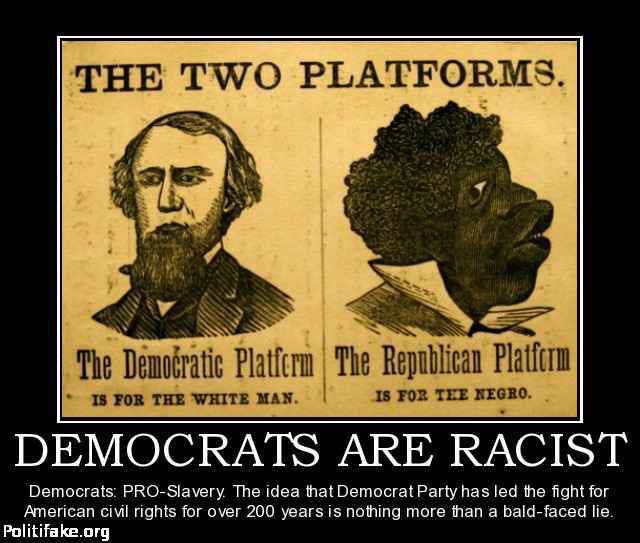 THE TWO PLATFORMS.
The Democratic Platform
IS FOR THE WHITE MAN.
The Republican Platform
IS FOR THE NEGRO.
DEMOCRATS ARE RACIST
Democrats: PRO-Slavery. The idea that Democrat Party has led the fight for
American civil rights for over 200 years is nothing more than a bald-faced lie.
Politifake.org